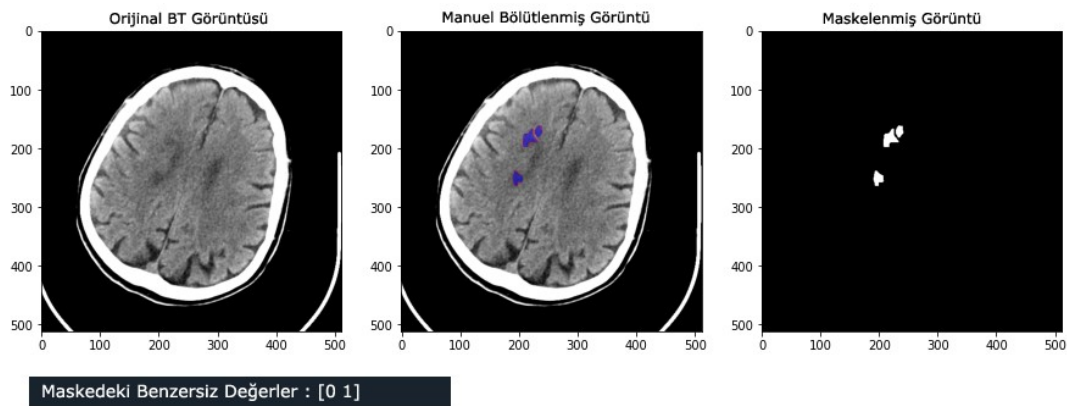 Orijinal BT Görüntüsü
Manuel Bölütlenmiş Görüntü
Maskelenmiş Görüntü
0
100
200
300
400
500
0 100 200 300 400 500
0
100
200
300
400
500
0 100 200 300 400 500
0
100
200
300
400
500
0 100 200 300 400 500
Maskedeki Benzersiz Değerler : [0 1]